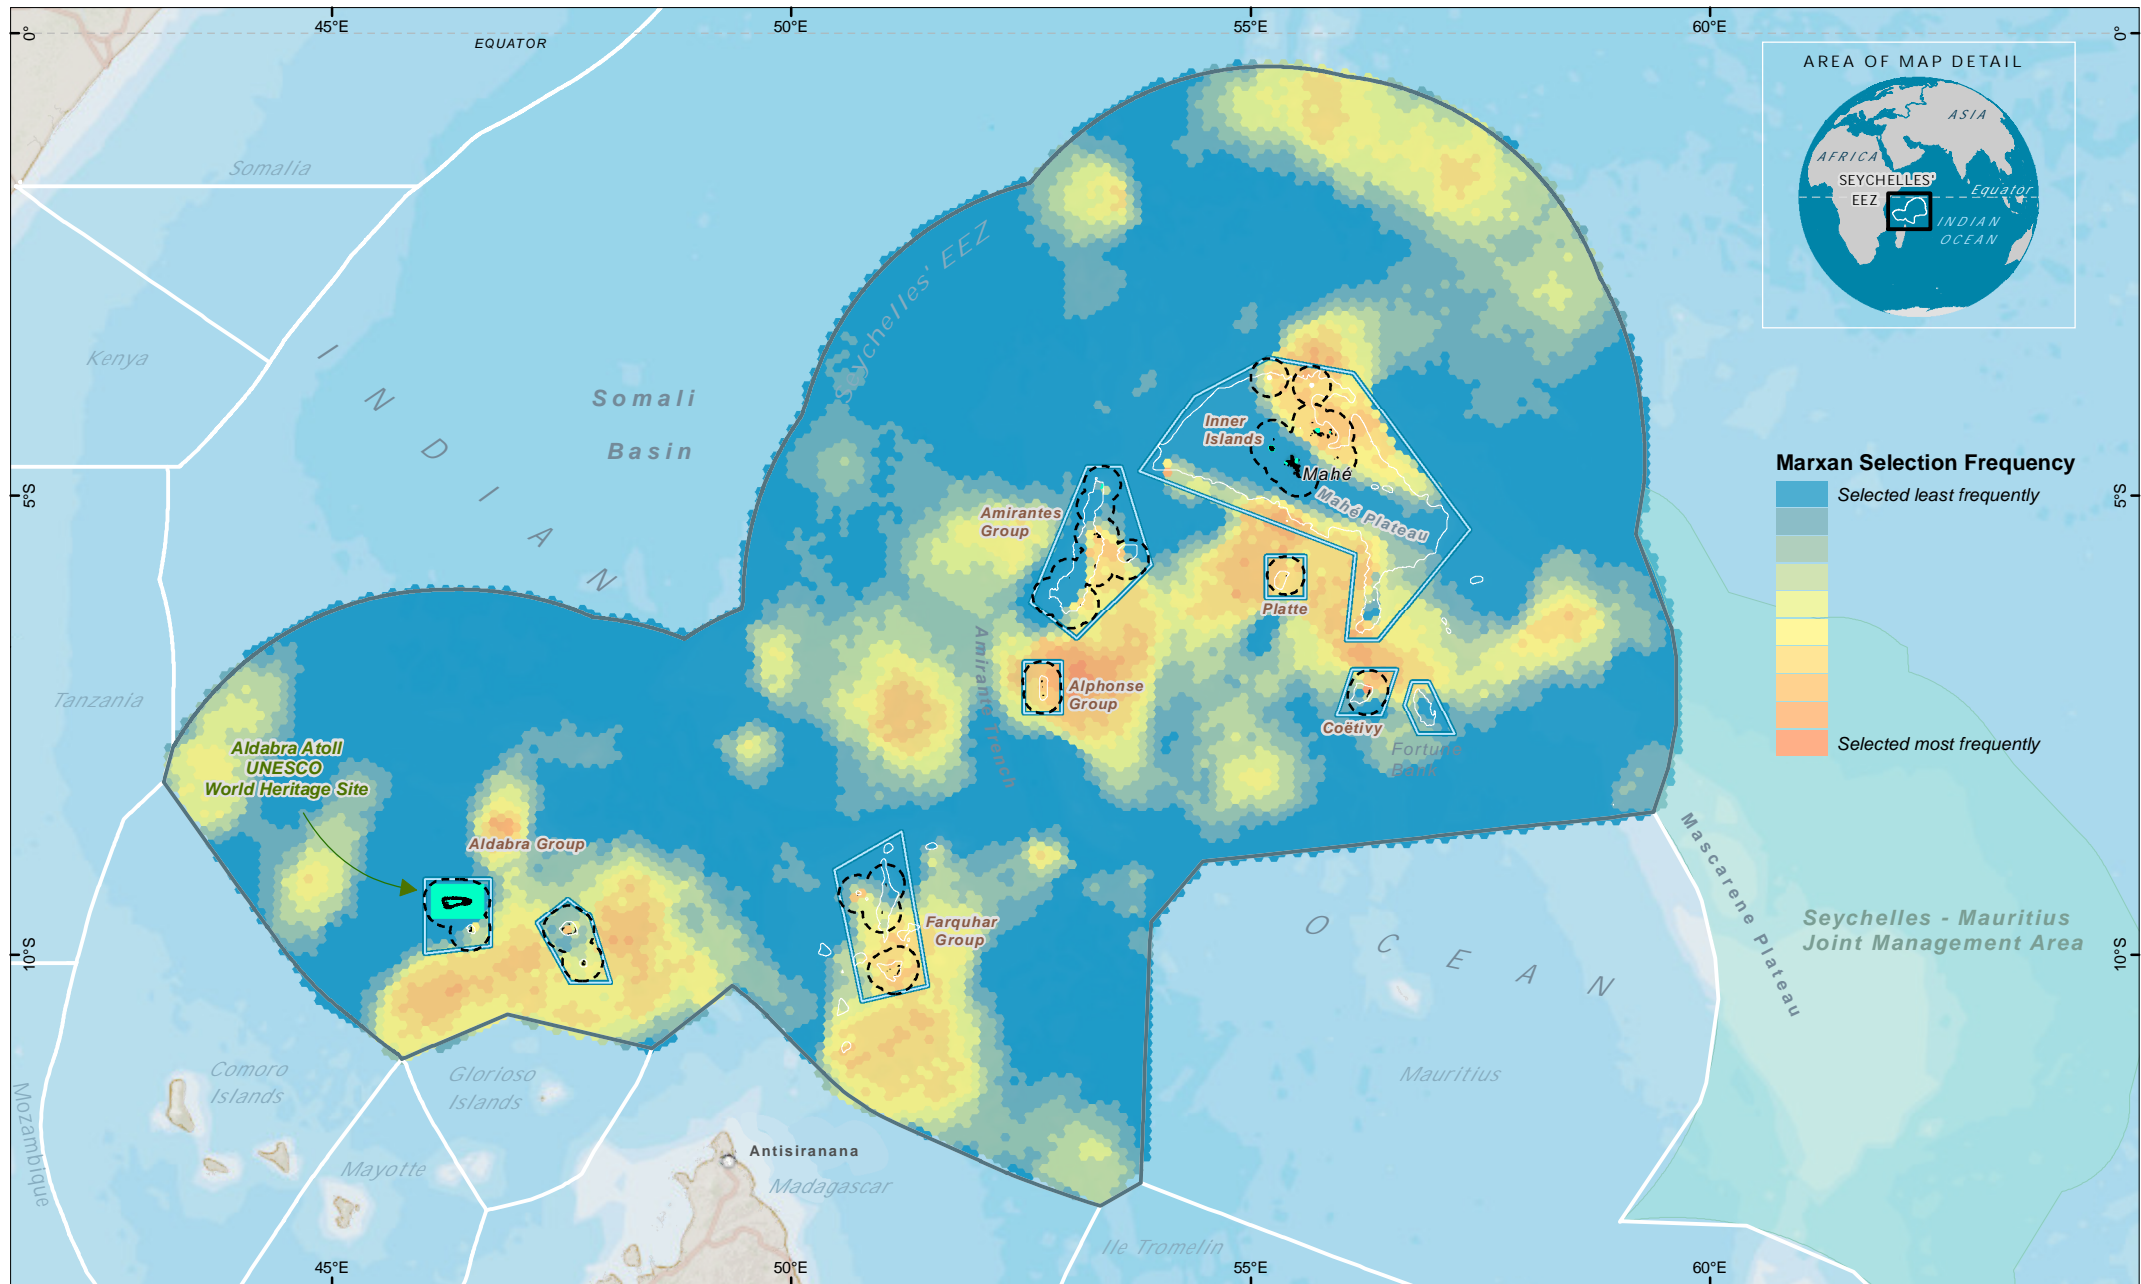 45°E
50°E
55°E
60°E
0°
EQUATOR
0°
AREA OF MAP DETAIL
ASIA
AFRICA
SEYCHELLES'
EEZ
Equator
INDIAN
OCEAN
Somalia
Seychelles' EEZ
Kenya
INDIAN
Somali
Basin
Inner
Islands
Mahé
Mahé Plateau
Marxan Selection Frequency
Selected least frequently
Selected most frequently
5°S
5°S
Amirantes
Group
Platte
Amirante Trench
Alphonse
Group
Coëtivy
Fortune
Bank
Tanzania
Aldabra Atoll
UNESCO
World Heritage Site
Aldabra Group
Farquhar
Group
OCEAN
Mascarene Plateau
Seychelles - Mauritius
Joint Management Area
10°S
10°S
Comoro
Islands
Glorioso
Islands
Mauritius
Mozambique
Mayotte
Antisiranana
Madagascar
Ile Tromelin
45°E
50°E
55°E
60°E